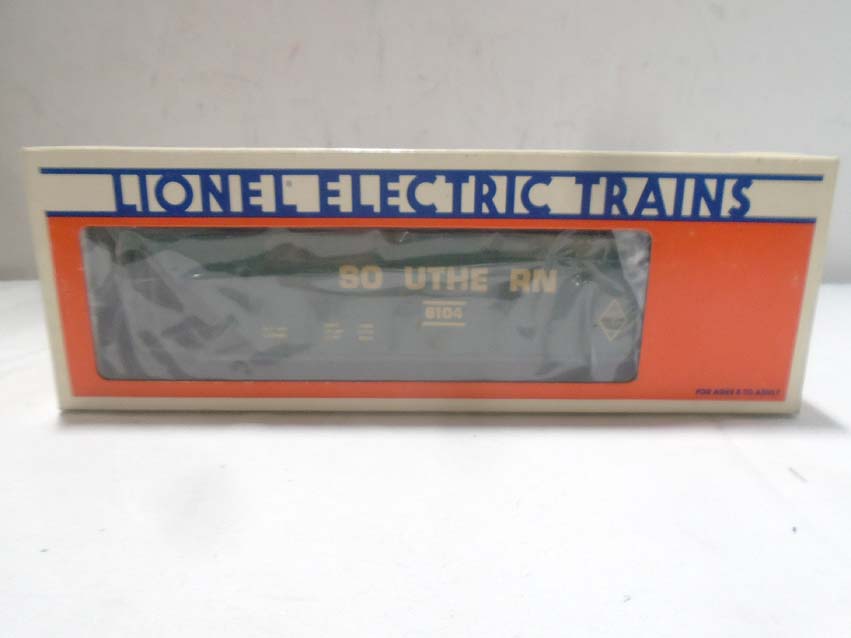 LIONEL ELECTRIC TRAINS
SO UTHE RN
6104
FOR AGES 8 TO ADULT